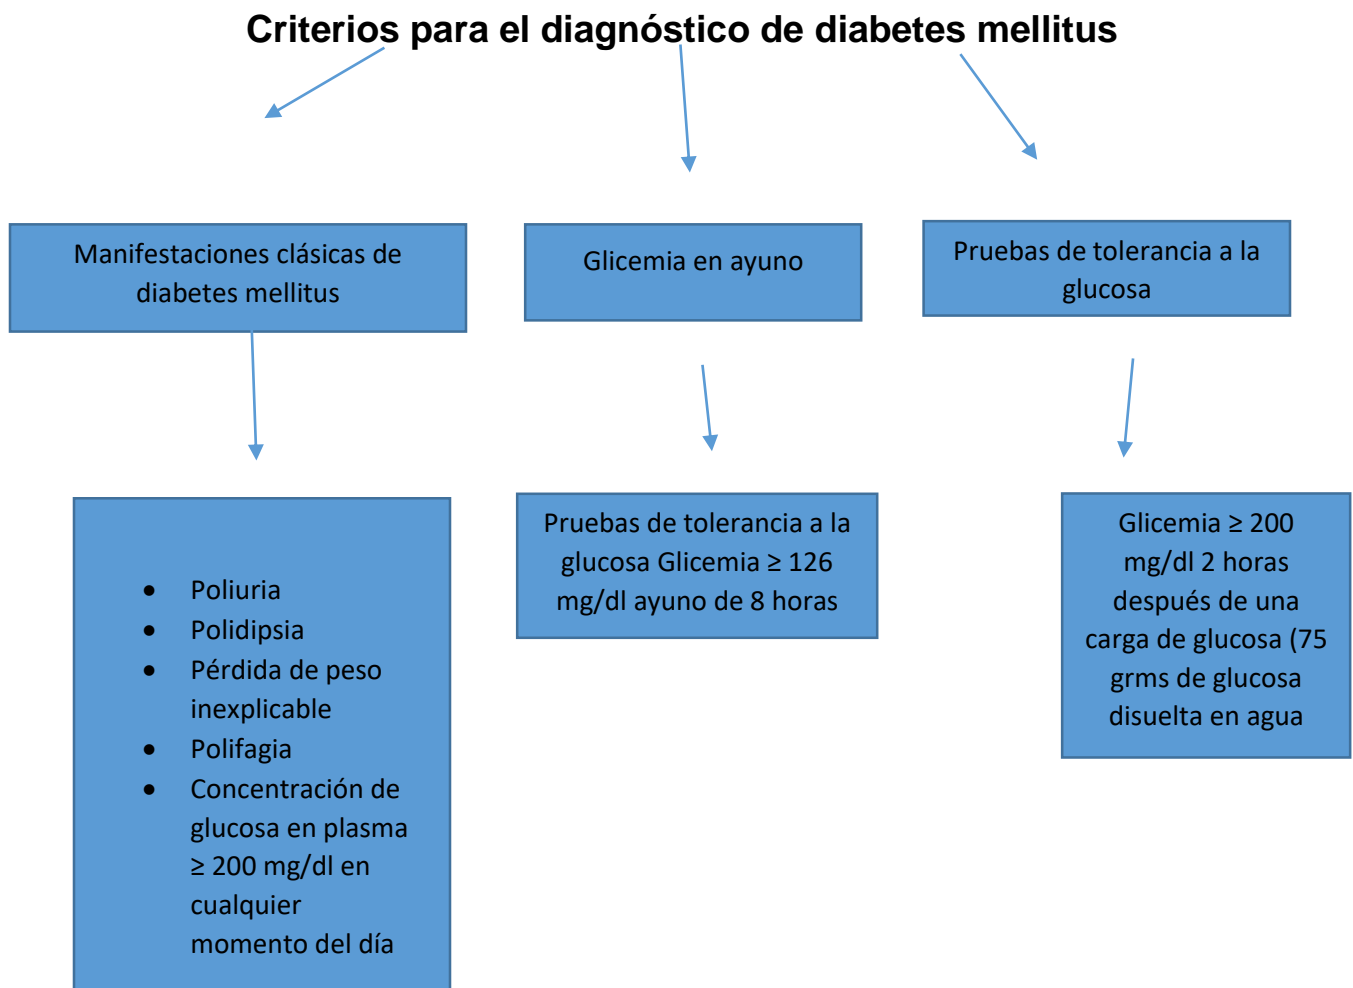 Criterios para el diagnóstico de diabetes mellitus
Manifestaciones clásicas de
diabetes mellitus
Glicemia en ayuno
Pruebas de tolerancia a la
glucosa
• Poliuria
• Polidipsia
• Pérdida de peso
inexplicable
• Polifagia
• Concentración de
glucosa en plasma
≥ 200 mg/dl en
cualquier
momento del día
Pruebas de tolerancia a la
glucosa Glicemia ≥ 126
mg/dl ayuno de 8 horas
Glicemia ≥ 200
mg/dl 2 horas
después de una
carga de glucosa (75
grms de glucosa
disuelta en agua